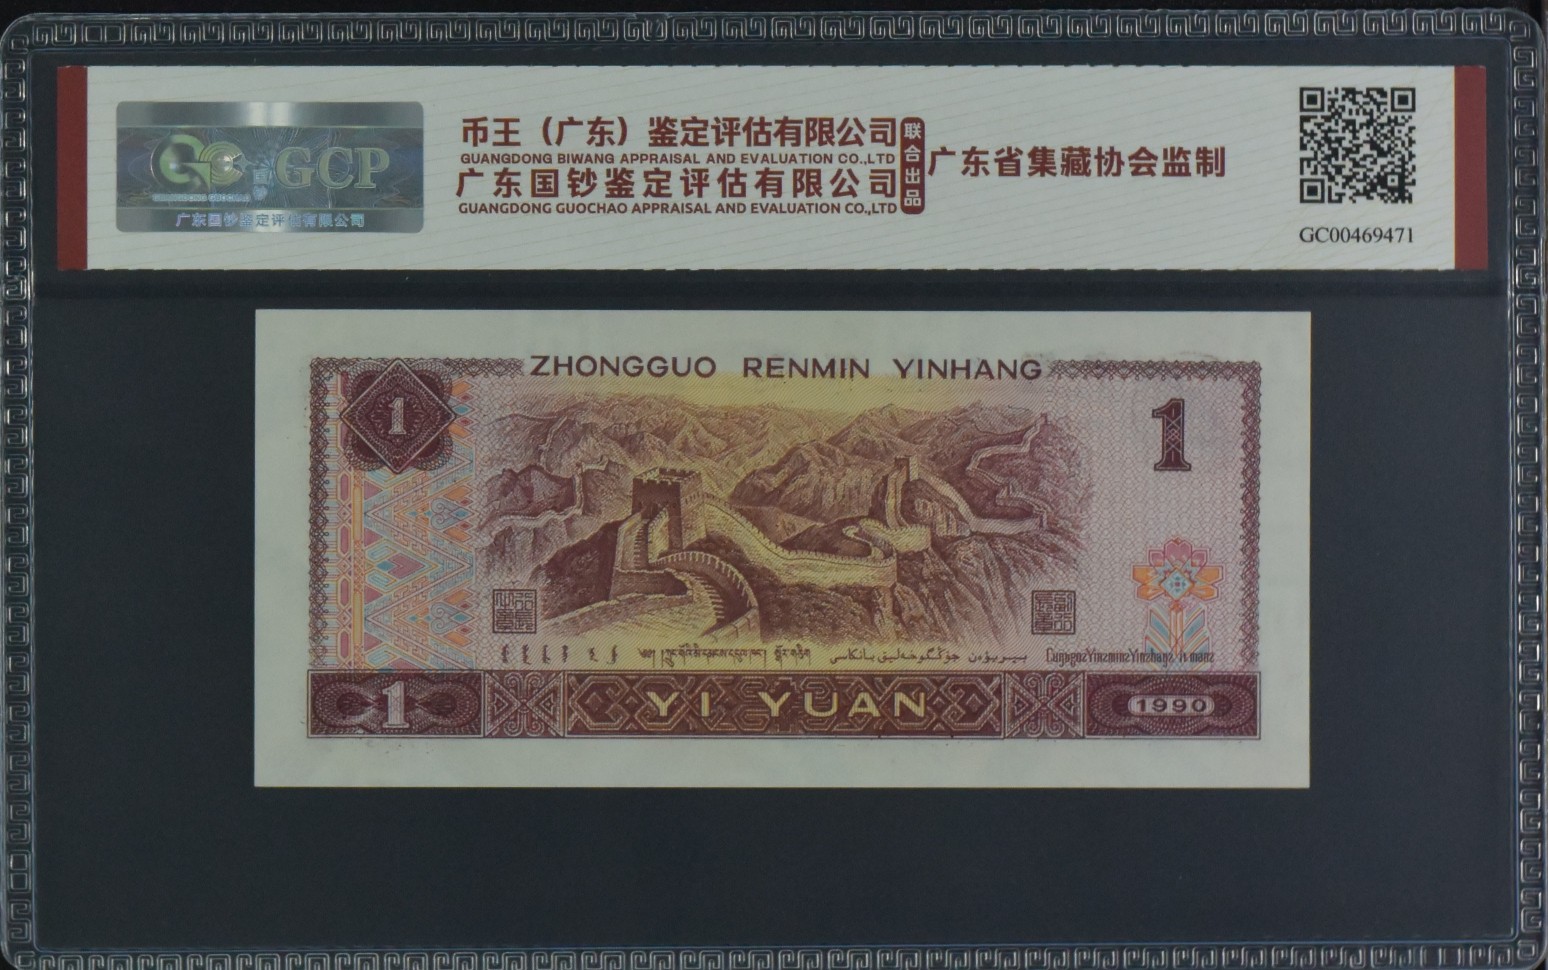 GCP
广东国钞鉴定评估有限公司
币王（广东）鉴定评估有限公司
GUANGDONG BIWANG APPRAISAL AND EVALUATION CO.,LTD
广东国钞鉴定评估有限公司
GUANGDONG GUOCHAO APPRAISAL AND EVALUATION CO.,LTD
联合出品
广东省集藏协会监制
GC00469471
ZHONGGUO RENMIN YINHANG
1
1
1
YI YUAN
1990